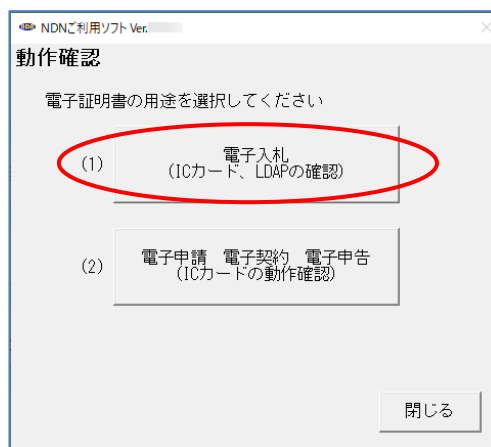 NDNご利用ソフト Ver.
動作確認
電子証明書の用途を選択してください
(1) 電子入札
(ICカード、LDAPの確認)
(2) 電子申請 電子契約 電子申告
(ICカードの動作確認)
閉じる